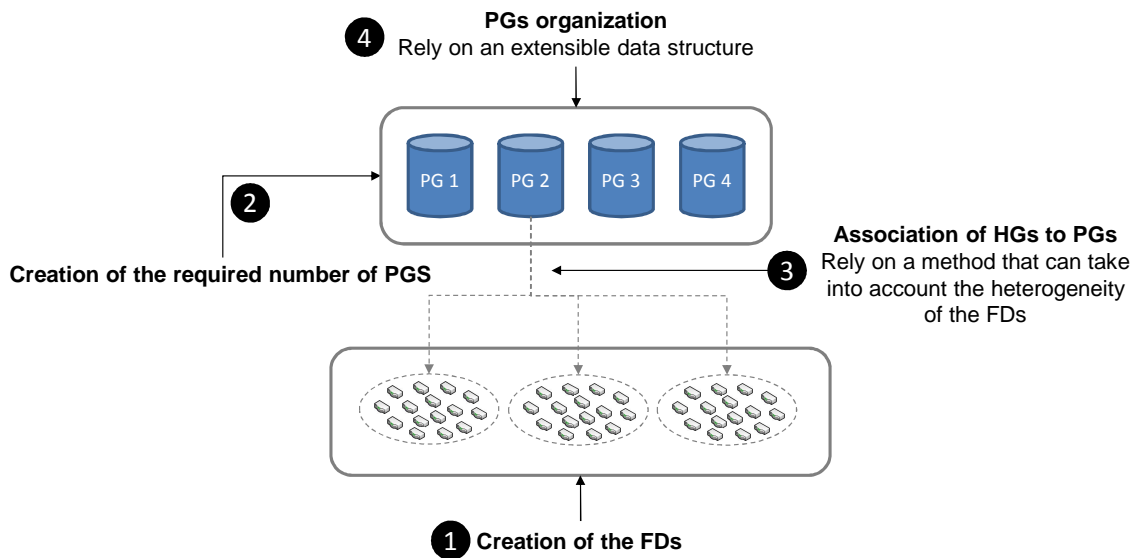 4
PGs organization
Rely on an extensible data structure
PG 1
PG 2
PG 3
PG 4
2
Creation of the required number of PGS
Association of HGs to PGs
3
Rely on a method that can take
into account the heterogeneity
of the FDs
1
Creation of the FDs